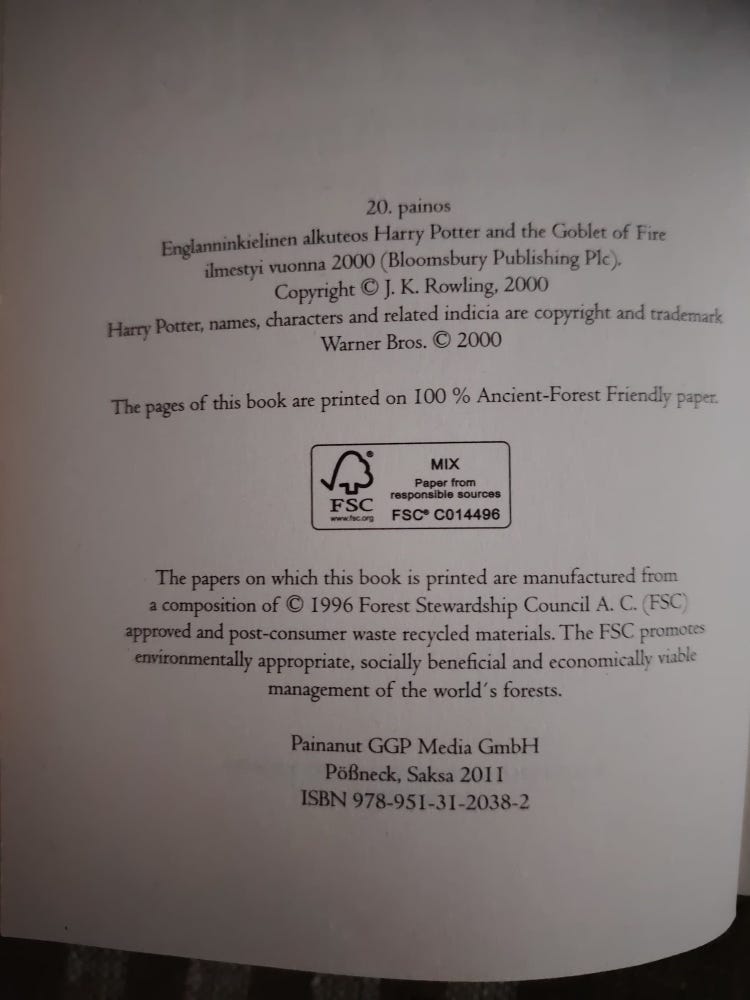 20. painos
Englanninkielinen alkuteos Harry Potter and the Goblet of Fire
ilmestyi vuonna 2000 (Bloomsbury Publishing Plc).
Copyright © J. K. Rowling, 2000
Harry Potter, names, characters and related indicia are copyright and trademark
Warner Bros. © 2000
The pages of this book are printed on 100 % Ancient-Forest Friendly paper.
FSC
www.fsc.org
MIX
Paper from
responsible sources
FSC® C014496
The papers on which this book is printed are manufactured from
a composition of © 1996 Forest Stewardship Council A. C. (FSC)
approved and post-consumer waste recycled materials. The FSC promotes
environmentally appropriate, socially beneficial and economically viable
management of the world´s forests.
Painanut GGP Media GmbH
Pößneck, Saksa 2011
ISBN 978-951-31-2038-2